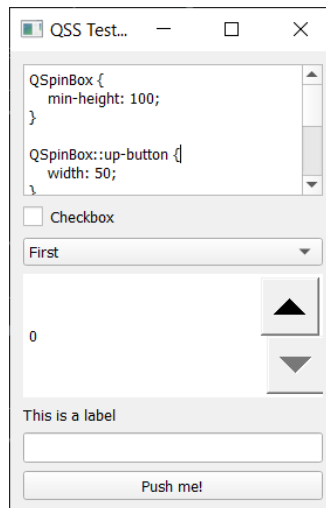 QSS Test...
QSpinBox {
    min-height: 100;
}

QSpinBox::up-button {
    width: 50;
}
Checkbox
First
0
This is a label
Push me!